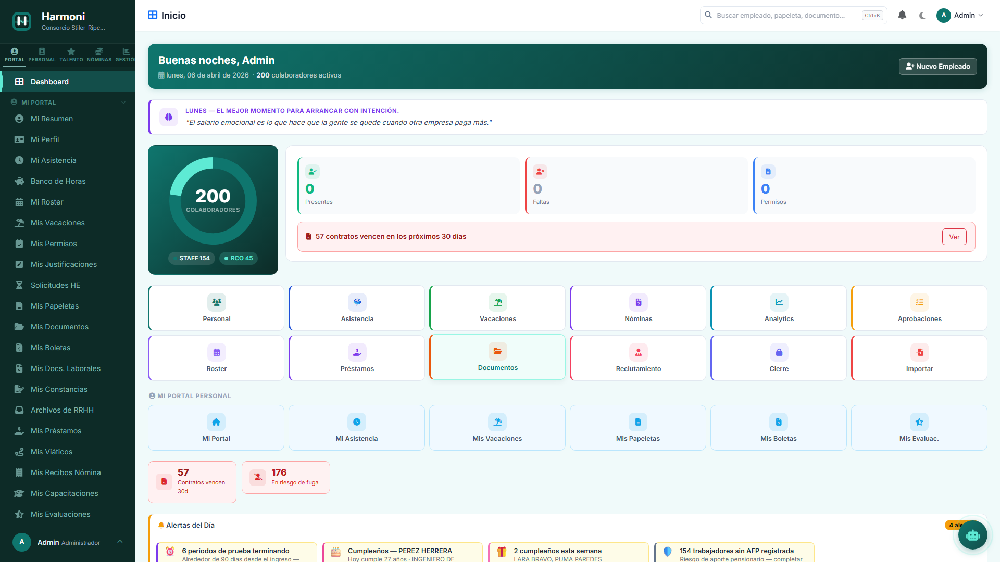 Harmoni
Consorcio Stiler-Ripc...
PORTAL PERSONAL TALENTO NÓMINAS GESTIÓN
Dashboard
MI PORTAL
Mi Resumen
Mi Perfil
Mi Asistencia
Banco de Horas
Mi Roster
Mis Vacaciones
Mis Permisos
Mis Justificaciones
Solicitudes HE
Mis Papeletas
Mis Documentos
Mis Boletas
Mis Docs. Laborales
Mis Constancias
Archivos de RRHH
Mis Préstamos
Mis Viáticos
Mis Recibos Nómina
Mis Capacitaciones
Mis Evaluaciones
A Admin Administrador
Inicio
Buscar empleado, papeleta, documento... Ctrl+K
A Admin
Buenas noches, Admin
lunes, 06 de abril de 2026 · 200 colaboradores activos
Nuevo Empleado
LUNES — EL MEJOR MOMENTO PARA ARRANCAR CON INTENCIÓN.
"El salario emocional es lo que hace que la gente se quede cuando otra empresa paga más."
200
COLABORADORES
STAFF 154 RCO 45
0
Presentes
0
Faltas
0
Permisos
57 contratos vencen en los próximos 30 días
Ver
Personal
Asistencia
Vacaciones
Nóminas
Analytics
Aprobaciones
Roster
Préstamos
Documentos
Reclutamiento
Cierre
Importar
MI PORTAL PERSONAL
Mi Portal
Mi Asistencia
Mis Vacaciones
Mis Papeletas
Mis Boletas
Mis Evaluac.
57
Contratos vencen
30d
176
En riesgo de fuga
Alertas del Día
4 ale
6 períodos de prueba terminando
Alrededor de 90 días desde el ingreso —
Cumpleaños — PEREZ HERRERA
Hoy cumple 27 años · INGENIERO DE
2 cumpleaños esta semana
LARA BRAVO, PUMA PAREDES
154 trabajadores sin AFP registrada
Riesgo de aporte pensionario — completar